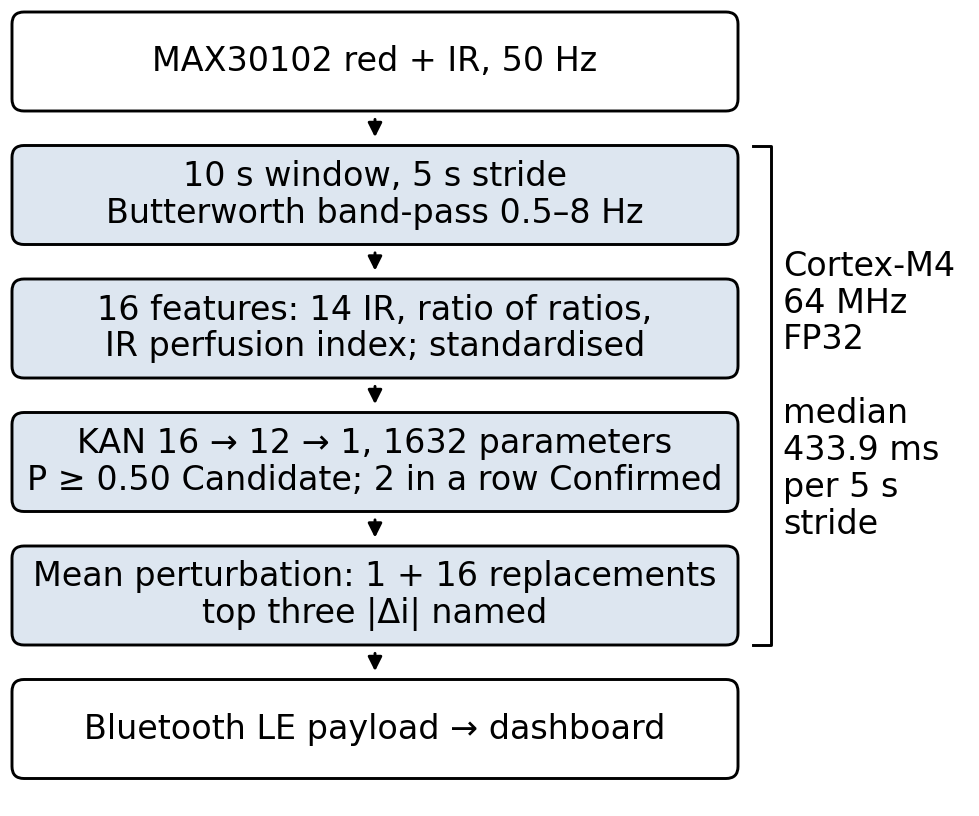 MAX30102 red + IR, 50 Hz
10 s window, 5 s stride
Butterworth band-pass 0.5–8 Hz
16 features: 14 IR, ratio of ratios,
IR perfusion index; standardised
KAN 16 → 12 → 1, 1632 parameters
P ≥ 0.50 Candidate; 2 in a row Confirmed
Mean perturbation: 1 + 16 replacements
top three |Δi| named
Bluetooth LE payload → dashboard
Cortex-M4
64 MHz
FP32
median
433.9 ms
per 5 s
stride